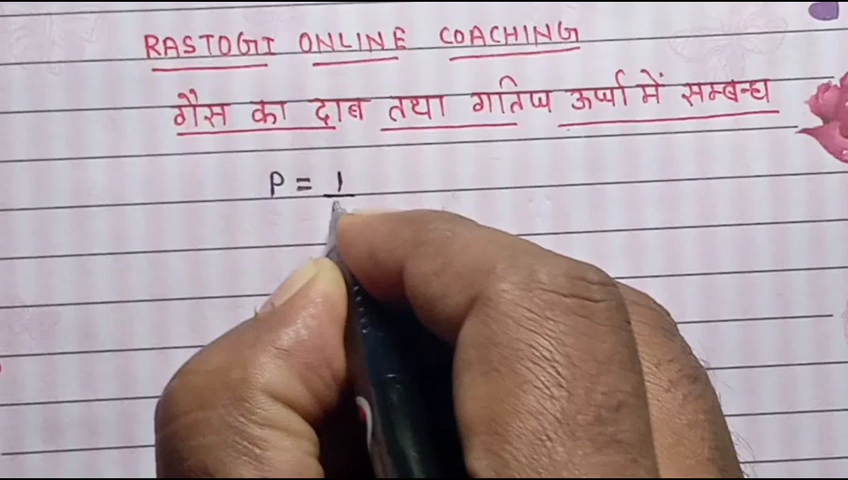 RASTOGI ONLINE COACHING
गैस का दाब तथा गतिज ऊर्जा में सम्बन्ध
P = 1